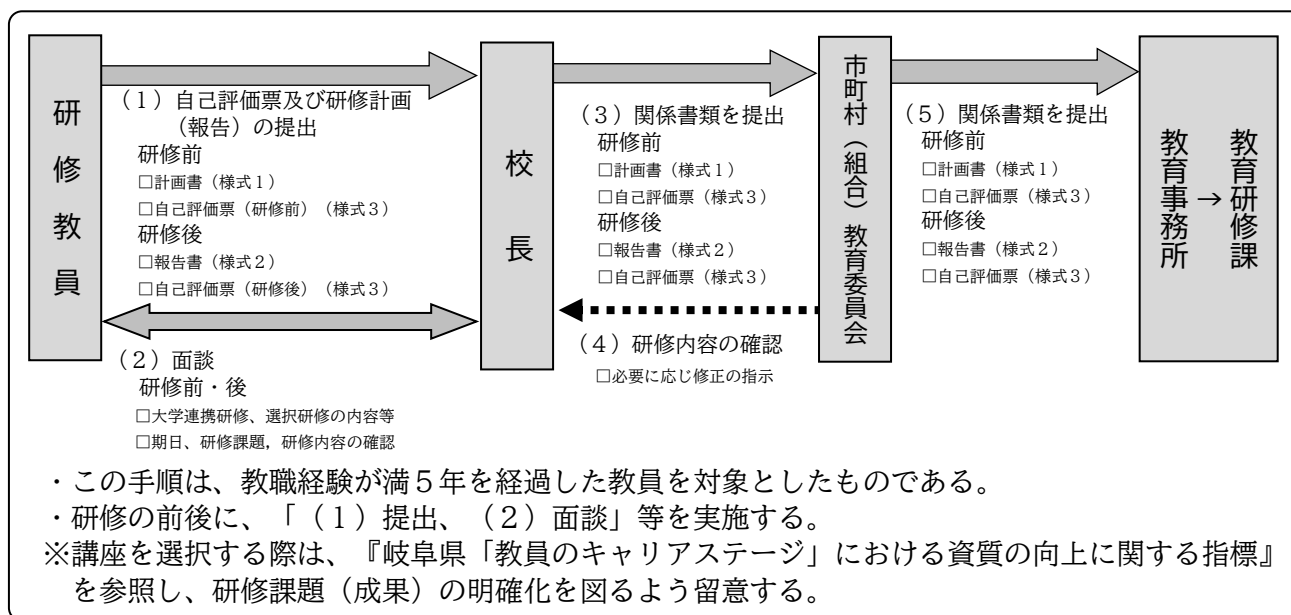 研修教員
（１）自己評価票及び研修計画
（報告）の提出
研修前
□計画書（様式１）
□自己評価票（研修前）（様式３）
研修後
□報告書（様式２）
□自己評価票（研修後）（様式３）
（２）面談
研修前・後
□大学連携研修、選択研修の内容等
□期日、研修課題，研修内容の確認
校長
（３）関係書類を提出
研修前
□計画書（様式１）
□自己評価票（様式３）
研修後
□報告書（様式２）
□自己評価票（様式３）
（４）研修内容の確認
□必要に応じ修正の指示
市町村（組合）教育委員会
（５）関係書類を提出
研修前
□計画書（様式１）
□自己評価票（様式３）
研修後
□報告書（様式２）
□自己評価票（様式３）
教育事務所
→
教育研修課
・この手順は、教職経験が満５年を経過した教員を対象としたものである。
・研修の前後に、「（１）提出、（２）面談」等を実施する。
※講座を選択する際は、『岐阜県「教員のキャリアステージ」における資質の向上に関する指標』
を参照し、研修課題（成果）の明確化を図るよう留意する。